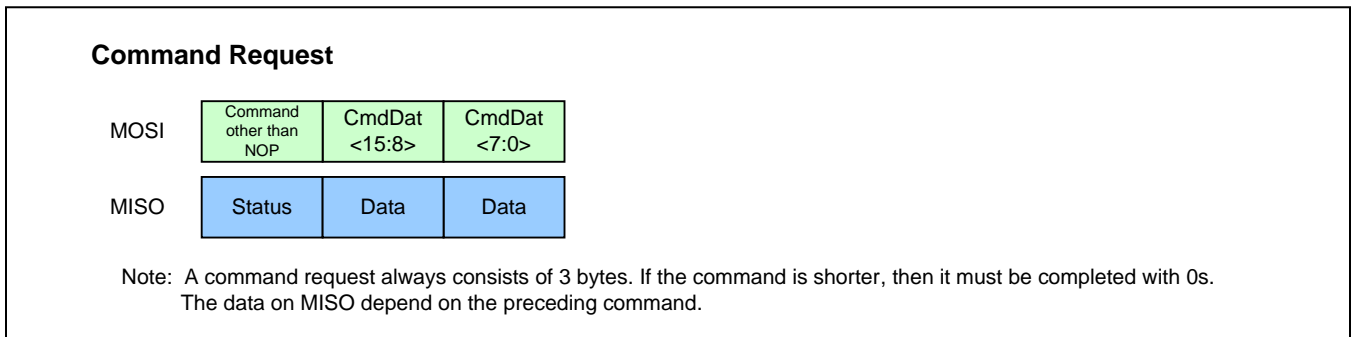 Command Request
MOSI
Command
other than
NOP
CmdDat
<15:8>
CmdDat
<7:0>
MISO
Status
Data
Data
Note: A command request always consists of 3 bytes. If the command is shorter, then it must be completed with 0s.
The data on MISO depend on the preceding command.